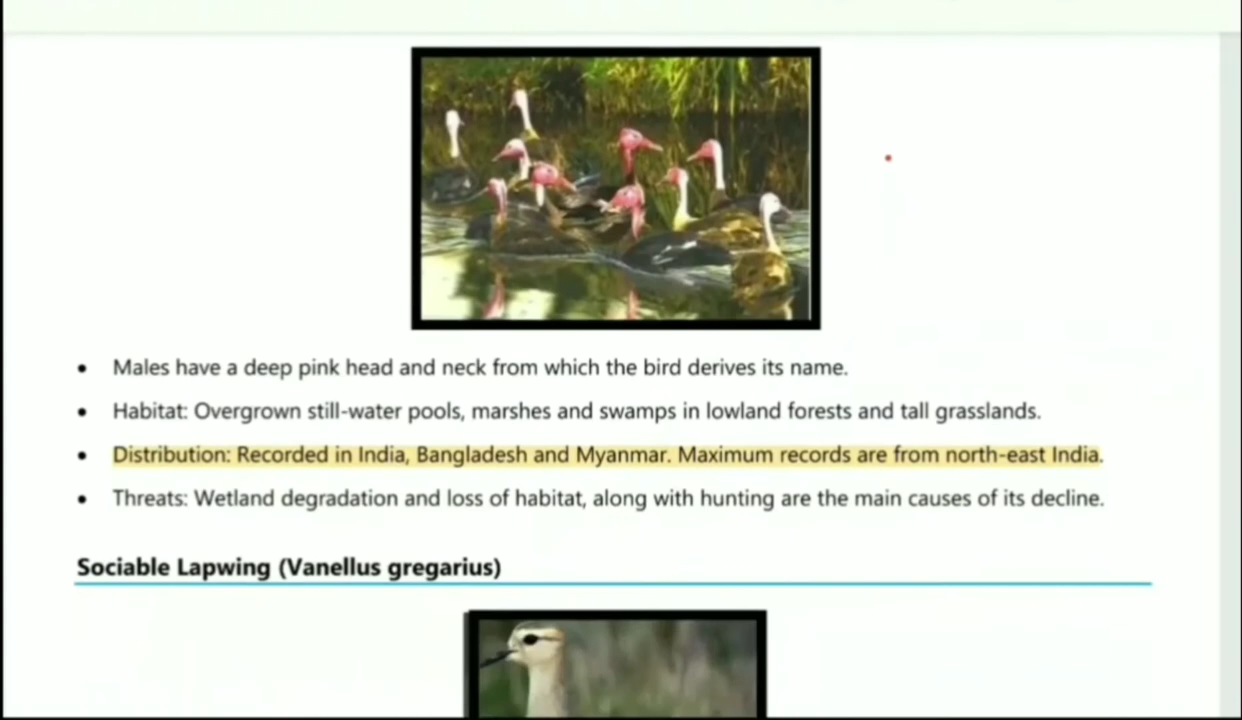 • Males have a deep pink head and neck from which the bird derives its name.
• Habitat: Overgrown still-water pools, marshes and swamps in lowland forests and tall grasslands.
• Distribution: Recorded in India, Bangladesh and Myanmar. Maximum records are from north-east India.
• Threats: Wetland degradation and loss of habitat, along with hunting are the main causes of its decline.
Sociable Lapwing (Vanellus gregarius)